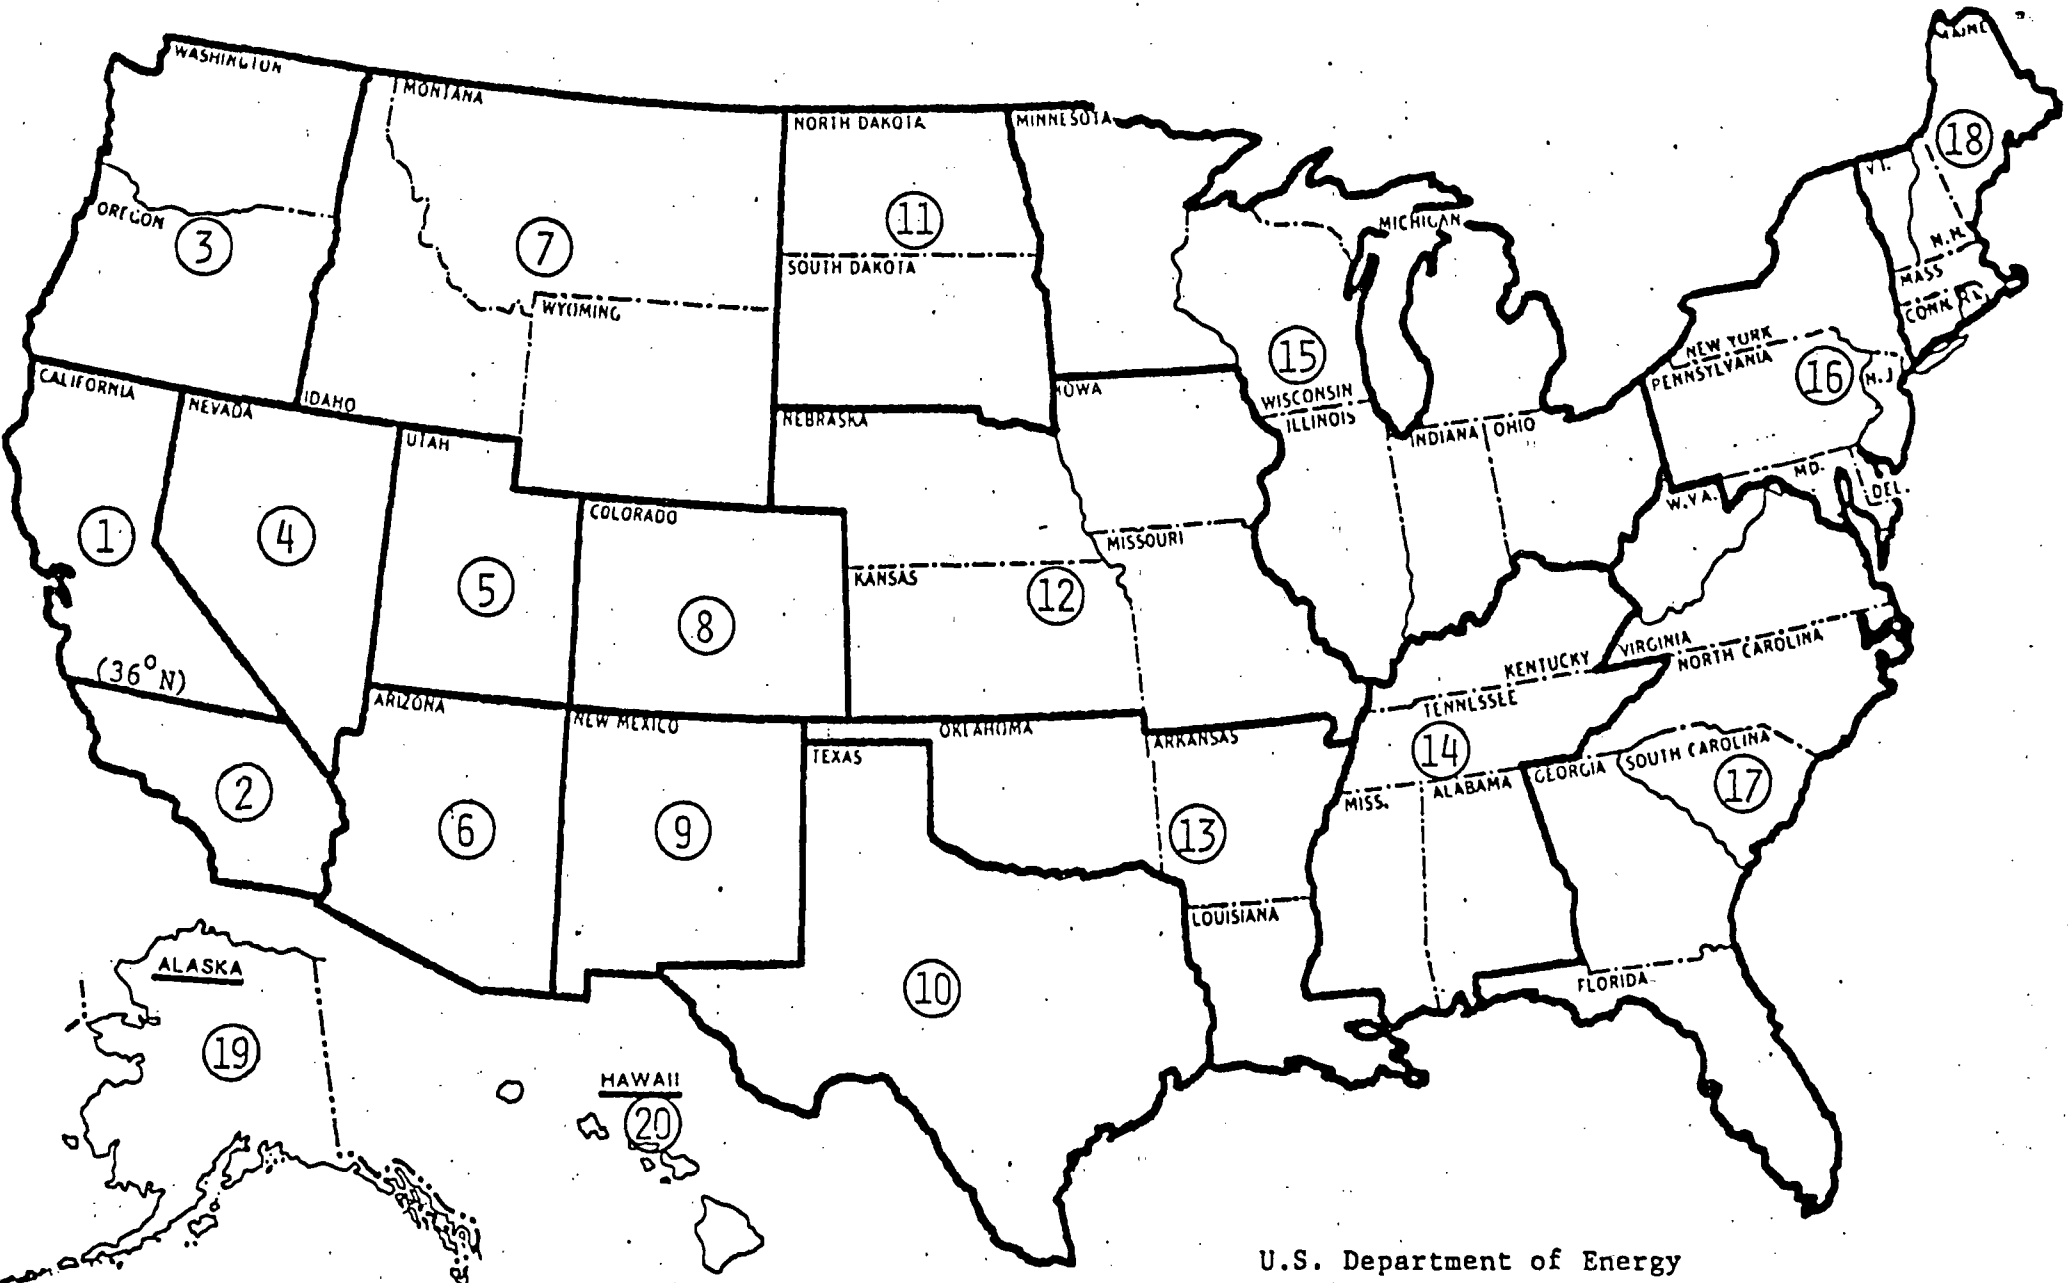 MAINE
WASHINGTON
MONTANA
NORTH DAKOTA
MINNESOTA
18
VT.
OREGON
3
7
11
MICHIGAN
N.H.
SOUTH DAKOTA
MASS
WYOMING
CONN. R.I.
15
NEW YORK
PENNSYLVANIA
16
N.J
CALIFORNIA
NEVADA
IDAHO
IOWA
WISCONSIN
ILLINOIS
NEBRASKA
INDIANA
OHIO
UTAH
MD.
DEL.
W.VA.
COLORADO
1
4
MISSOURI
5
KANSAS
12
8
VIRGINIA
NORTH CAROLINA
KENTUCKY
(36°N)
ARIZONA
TENNESSEE
NEW MEXICO
OKLAHOMA
ARKANSAS
TEXAS
14
SOUTH CAROLINA
GEORGIA
2
MISS.
ALABAMA
17
6
9
13
LOUISIANA
ALASKA
10
FLORIDA
19
HAWAII
20
U.S. Department of Energy